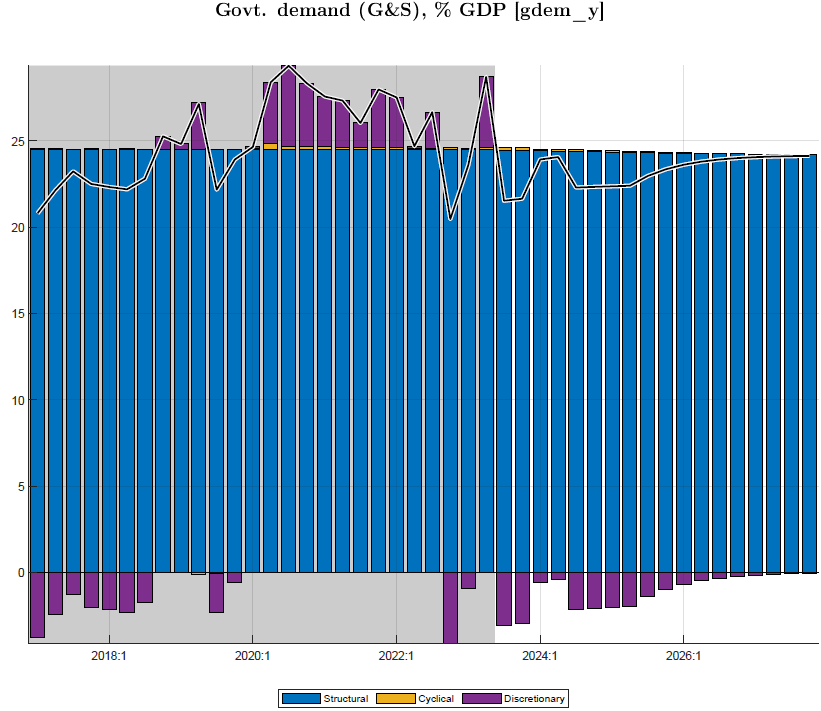 Govt. demand (G&S), % GDP [gdem_y]
25
20
15
10
5
0
2018:1 2020:1 2022:1 2024:1 2026:1
Structural Cyclical Discretionary